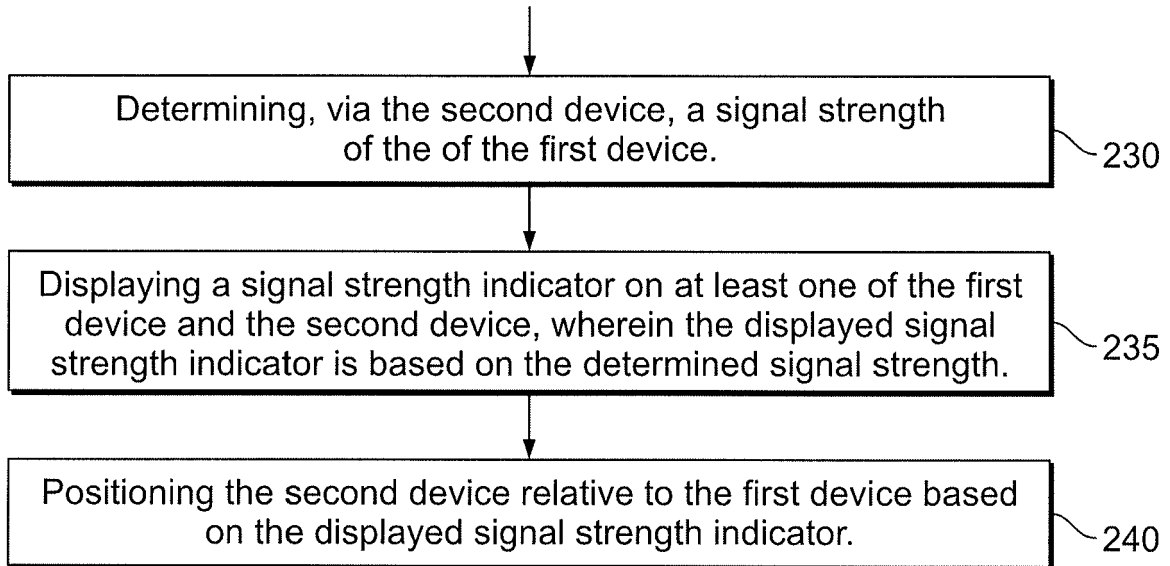 Determining, via the second device, a signal strength
of the of the first device.
230
Displaying a signal strength indicator on at least one of the first
device and the second device, wherein the displayed signal
strength indicator is based on the determined signal strength.
235
Positioning the second device relative to the first device based
on the displayed signal strength indicator.
240